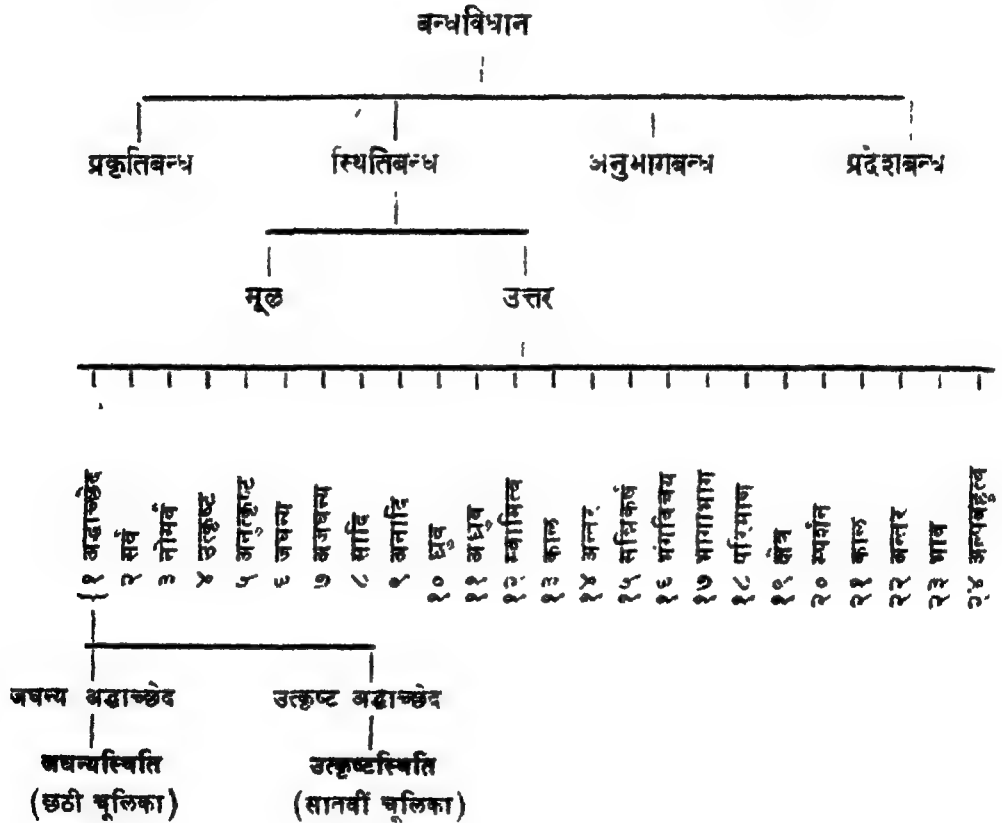 बन्धविधान
प्रकृतिबन्ध स्थितिबन्ध अनुभागबन्ध प्रदेशबन्ध
मूल उत्तर
१ अद्धाच्छेद
२ सर्व
३ नोसर्व
४ उत्कृष्ट
५ अनुत्कृष्ट
६ जघन्य
७ अजघन्य
८ सादि
९ अनादि
१० ध्रुव
११ अध्रुव
१२ स्वामित्व
१३ काल
१४ अन्तर
१५ सन्निकर्ष
१६ भंगविचय
१७ भागाभाग
१८ परिमाण
१९ क्षेत्र
२० स्पर्शन
२१ काल
२२ अन्तर
२३ भाव
२४ अल्पबहुत्व
जघन्य अद्धाच्छेद उत्कृष्ट अद्धाच्छेद
जघन्यस्थिति उत्कृष्टस्थिति
(छठी चूलिका) (सातवीं चूलिका)